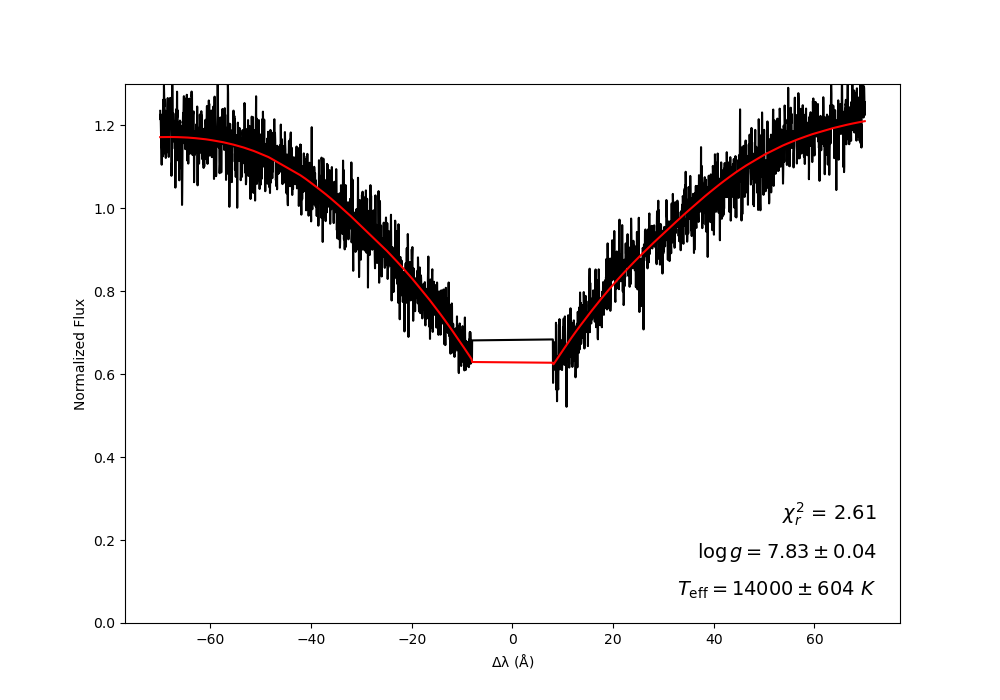 Normalized Flux
1.2
1.0
0.8
0.6
0.4
0.2
0.0
−60
−40
−20
0
20
40
60
Δλ (Å)
χ²ᵣ = 2.61
log g = 7.83 ± 0.04
T_eff = 14000 ± 604 K